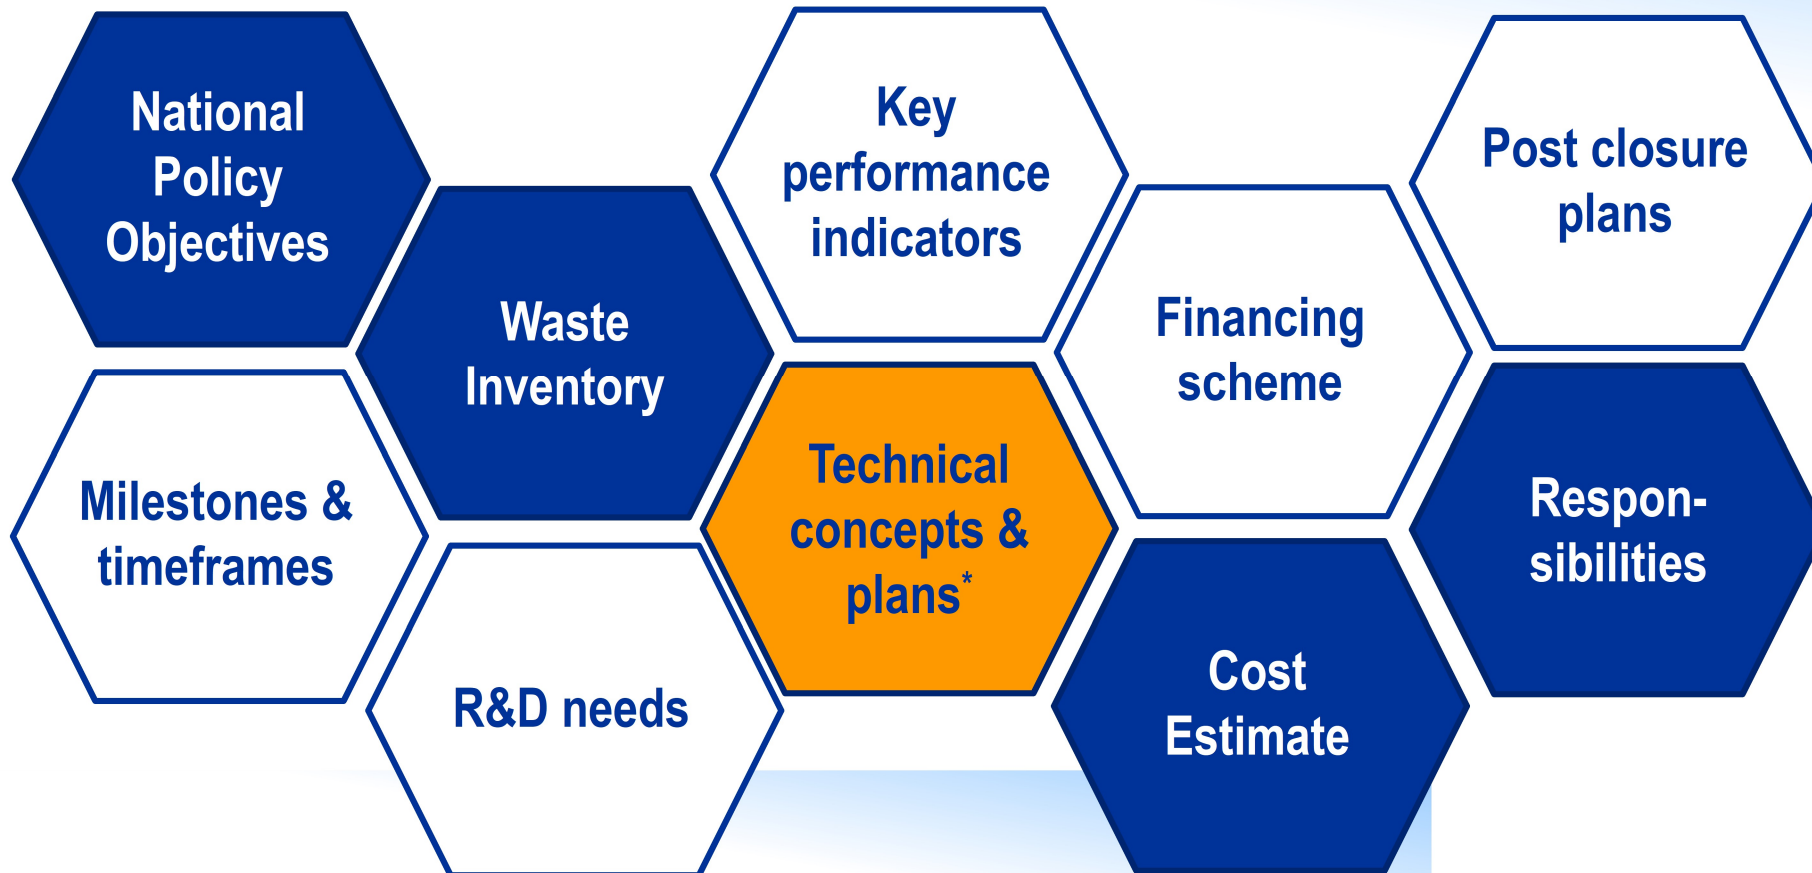 National
Policy
Objectives
Waste
Inventory
Key
performance
indicators
Financing
scheme
Post closure
plans
Milestones &
timeframes
R&D needs
Technical
concepts &
plans*
Cost
Estimate
Respon-
sibilities